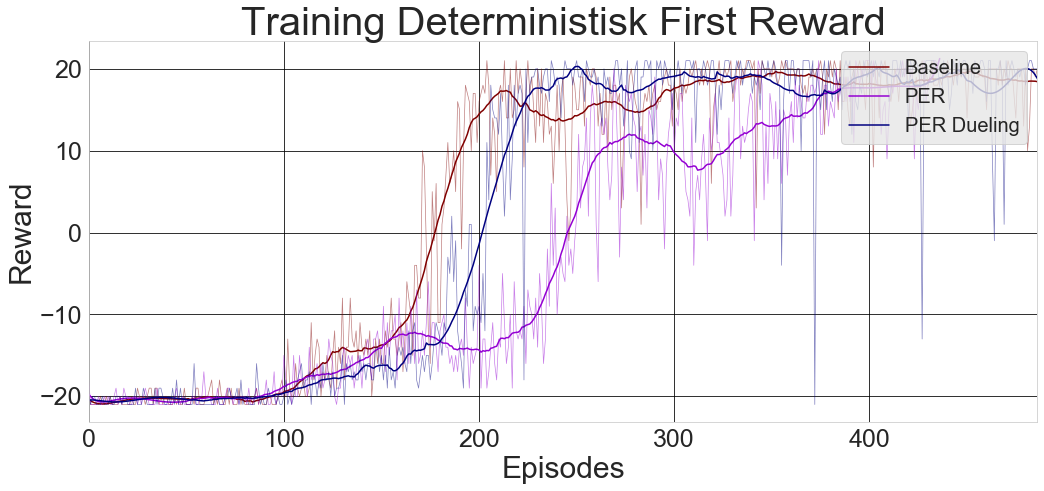 Training Deterministisk First Reward
Reward
20
10
0
−10
−20
0
100
200
300
400
Episodes
Baseline
PER
PER Dueling